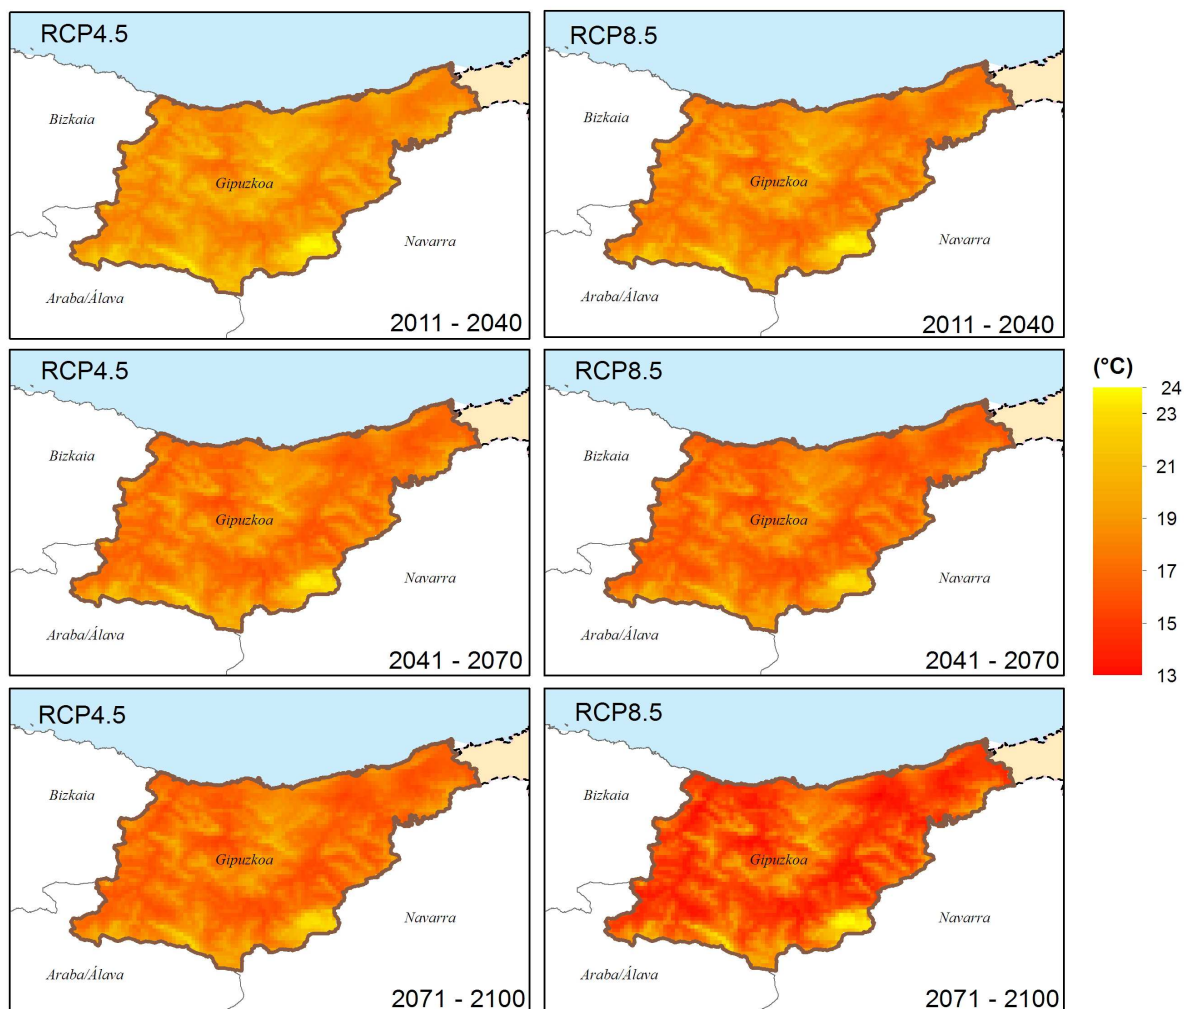 RCP4.5
Bizkaia
Gipuzkoa
Navarra
Araba/Álava
2011 - 2040
RCP8.5
Bizkaia
Gipuzkoa
Navarra
Araba/Álava
2011 - 2040
RCP4.5
Bizkaia
Gipuzkoa
Navarra
Araba/Álava
2041 - 2070
RCP8.5
Bizkaia
Gipuzkoa
Navarra
Araba/Álava
2041 - 2070
(°C)
24
23
21
19
17
15
13
RCP4.5
Bizkaia
Gipuzkoa
Navarra
Araba/Álava
2071 - 2100
RCP8.5
Bizkaia
Gipuzkoa
Navarra
Araba/Álava
2071 - 2100